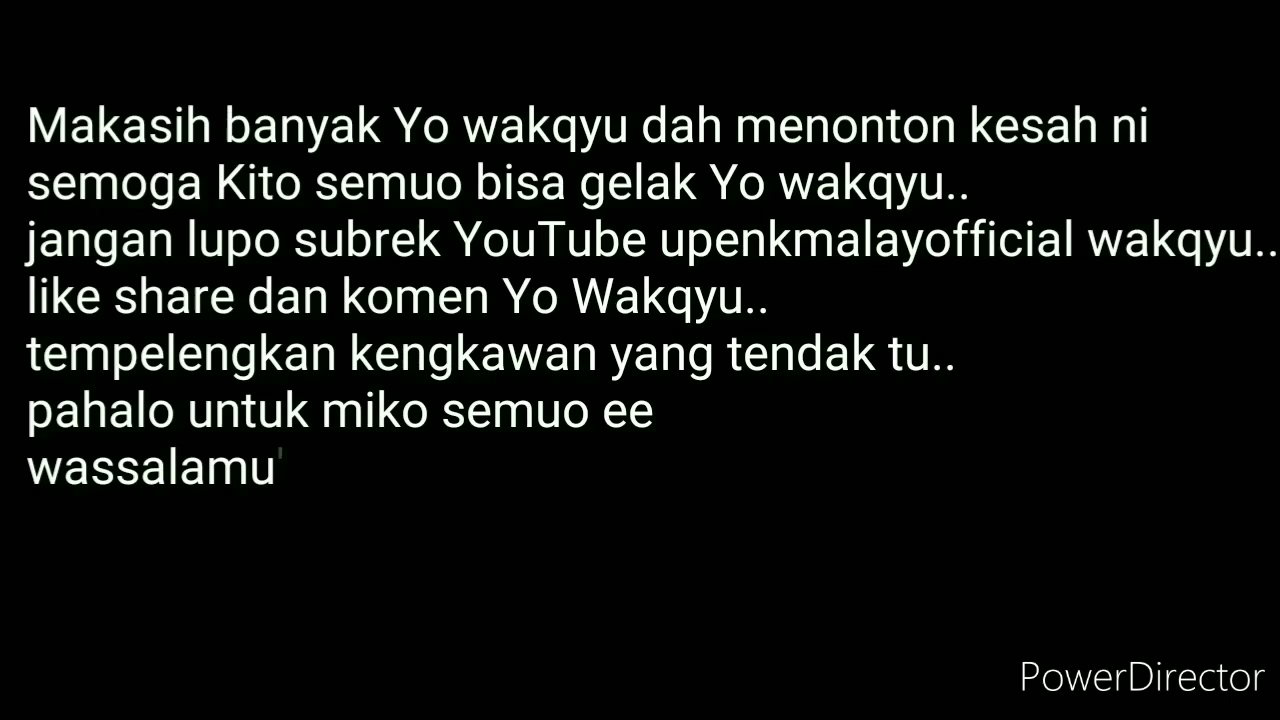 Makasih banyak Yo wakqyu dah menonton kesah ni
semoga Kito semuo bisa gelak Yo wakqyu..
jangan lupo subrek YouTube upenkmalayofficial wakqyu..
like share dan komen Yo Wakqyu..
tempelengkan kengkawan yang tendak tu..
pahalo untuk miko semuo ee
wassalamu'
PowerDirector